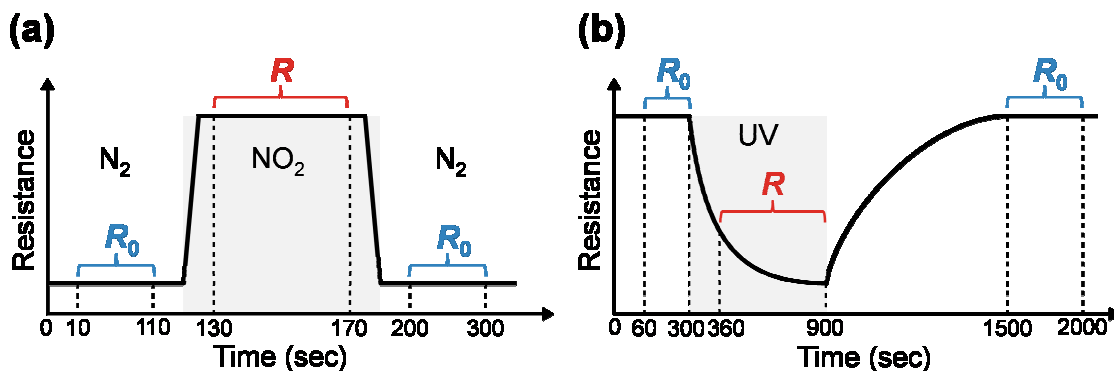 (a)
R
N₂
NO₂
N₂
R₀
R₀
Resistance
0 10 110 130 170 200 300
Time (sec)
(b)
R₀
R₀
UV
R
Resistance
0 60 300 360 900 1500 2000
Time (sec)